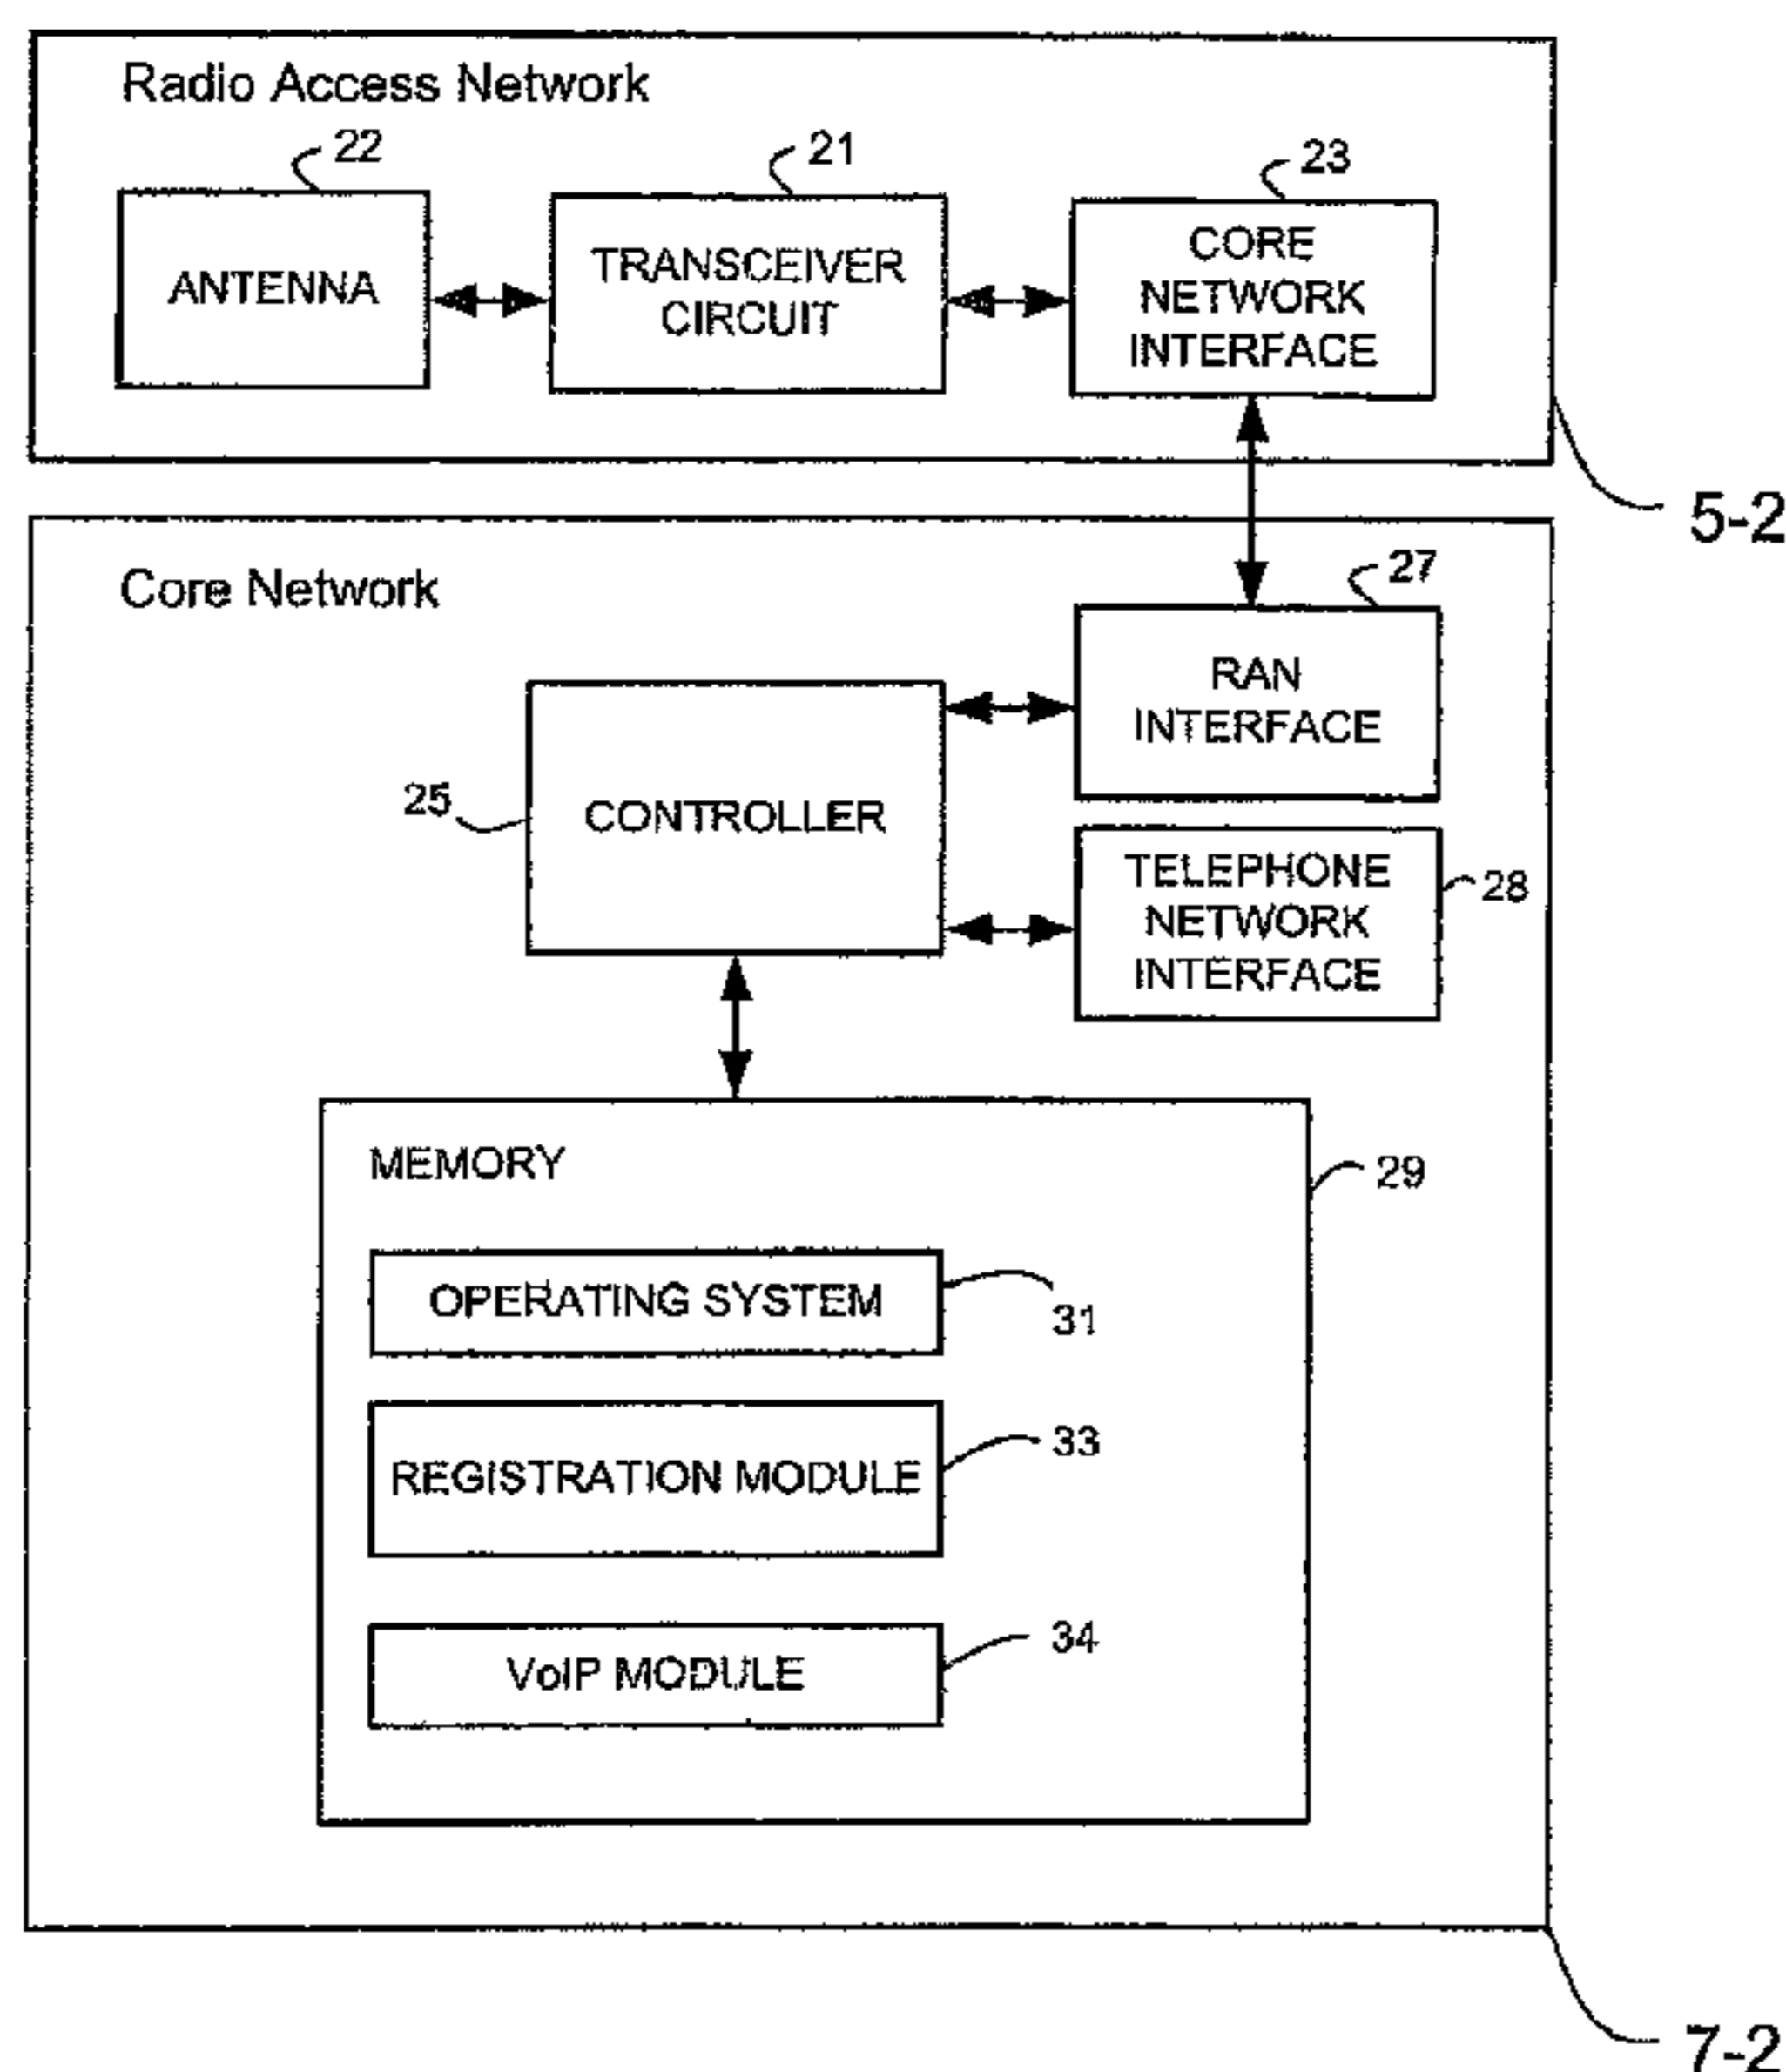 Radio Access Network
22
21
23
ANTENNA
TRANSCEIVER
CIRCUIT
CORE
NETWORK
INTERFACE
5-2
Core Network
27
RAN
INTERFACE
25
CONTROLLER
TELEPHONE
NETWORK
INTERFACE
28
MEMORY
29
OPERATING SYSTEM
31
REGISTRATION MODULE
33
VoIP MODULE
34
7-2